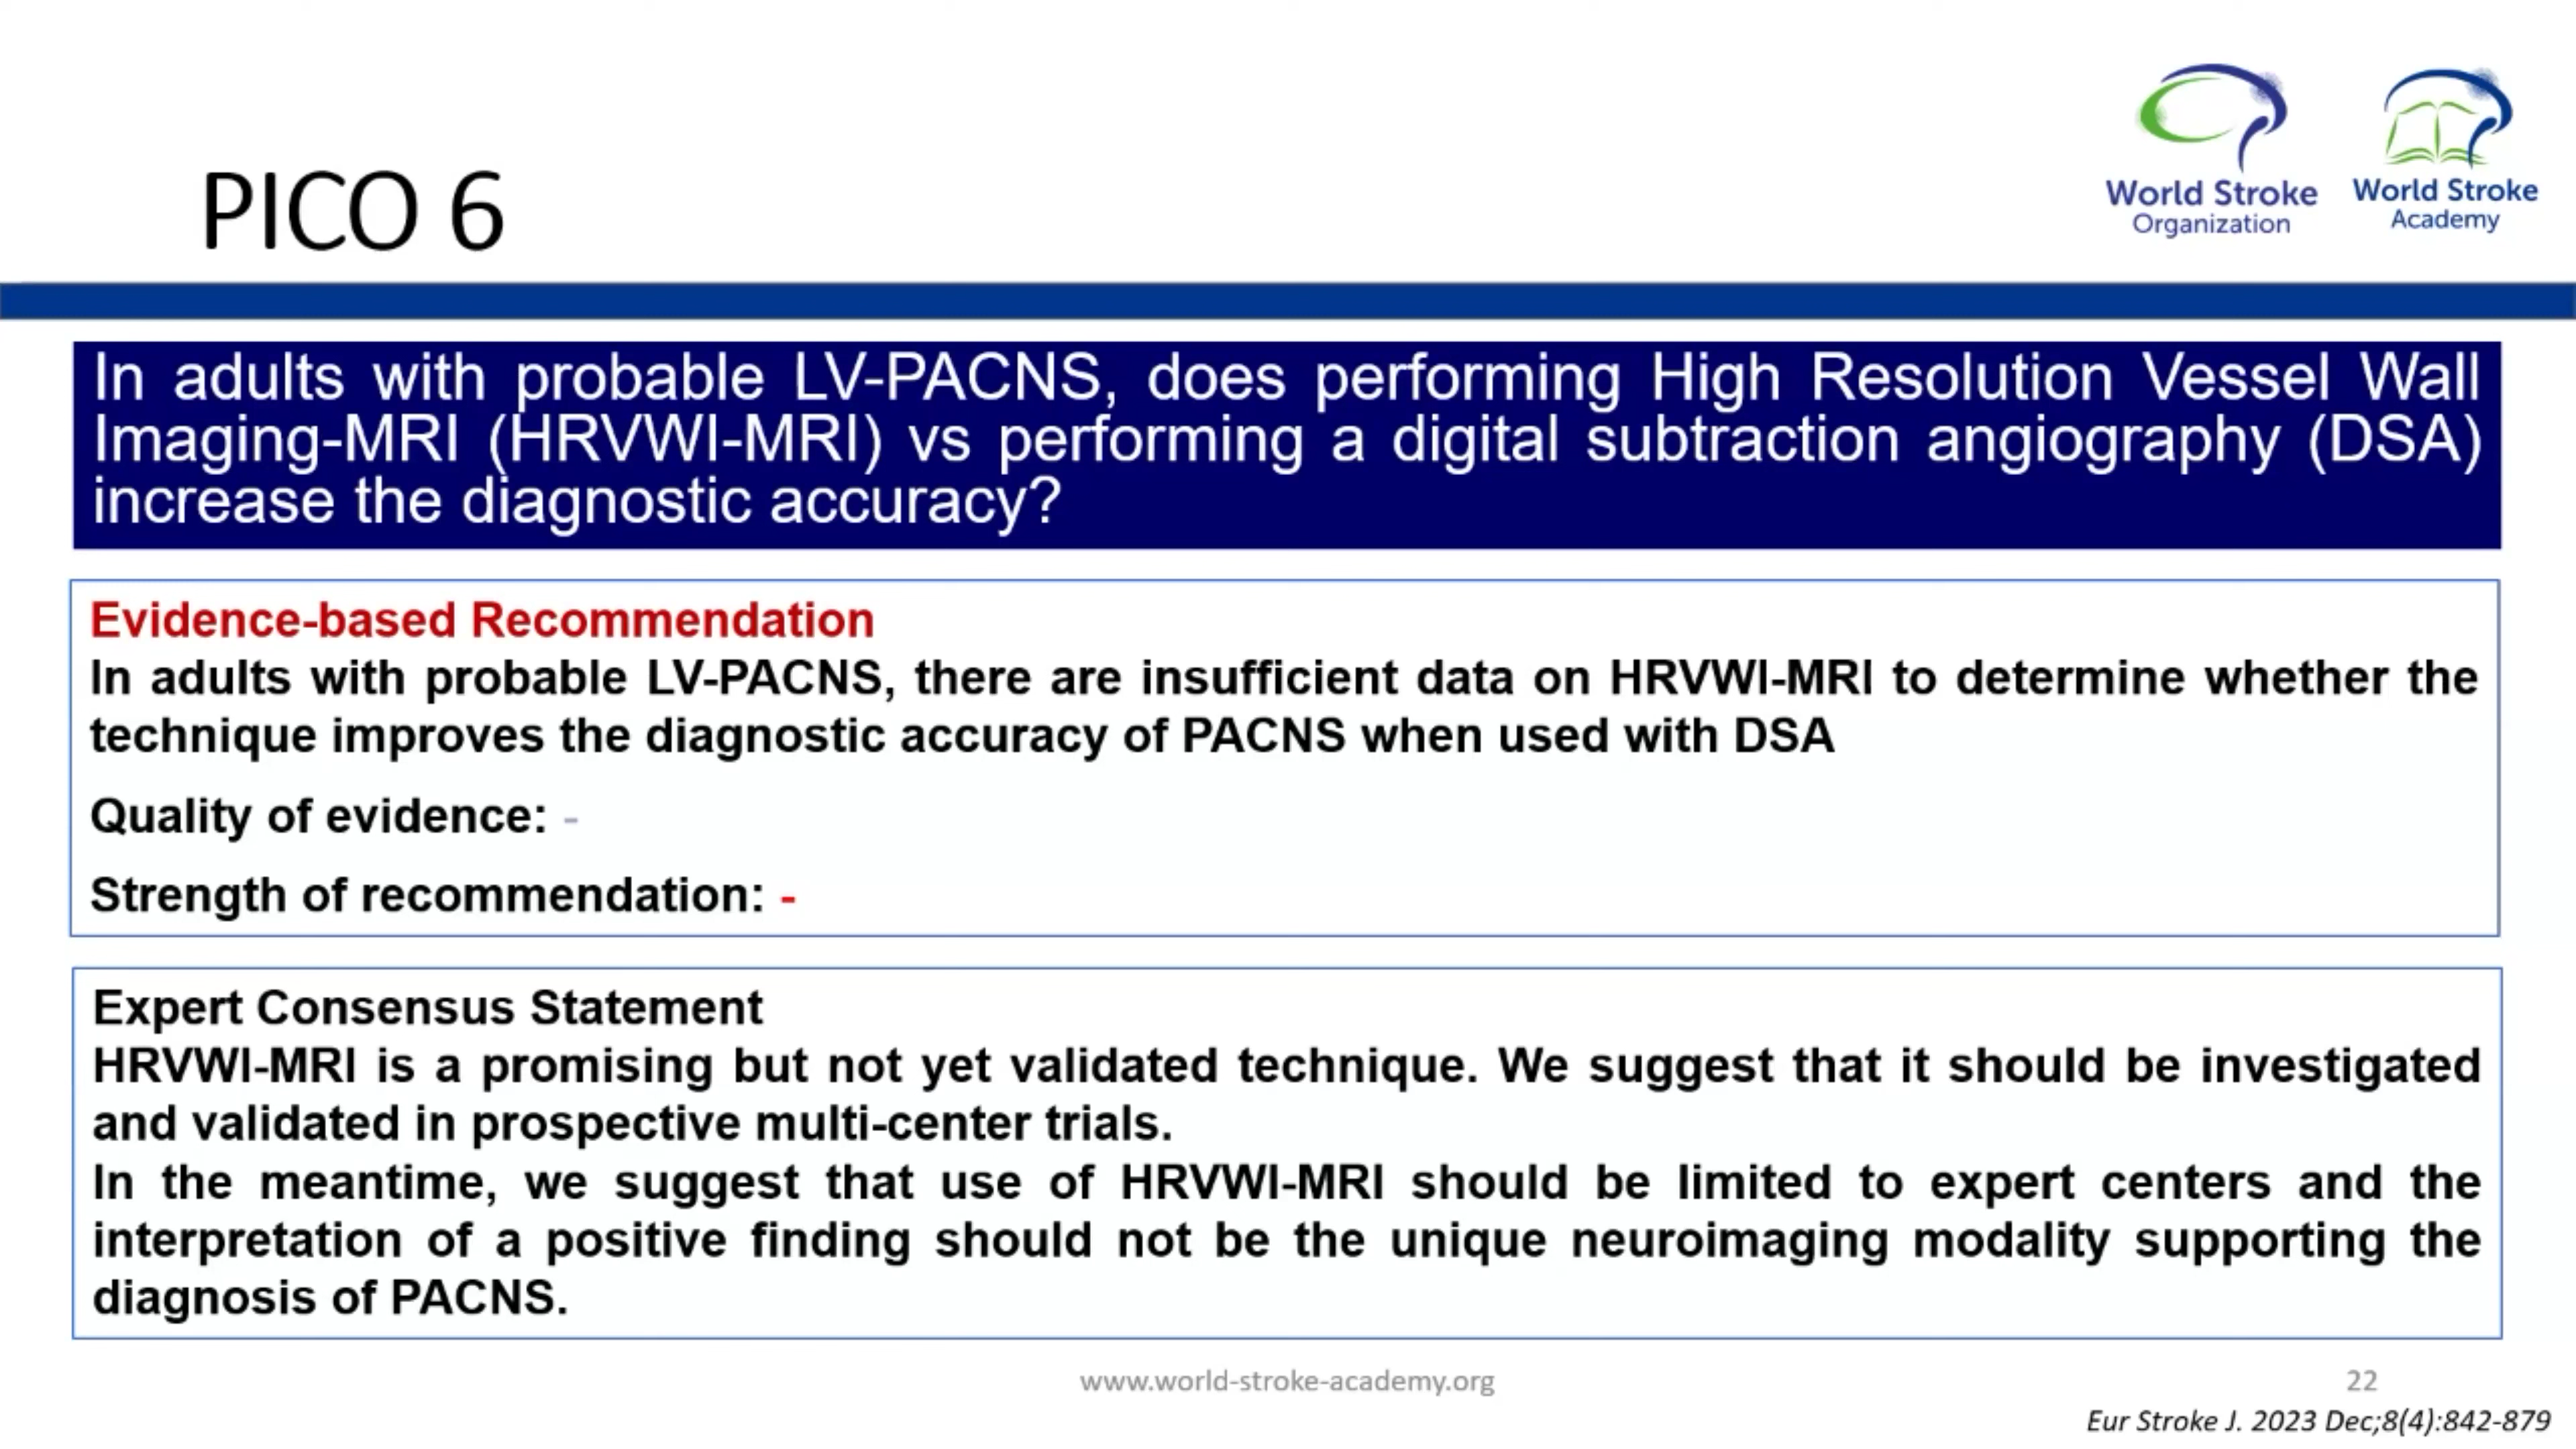 World Stroke
Organization
World Stroke
Academy
PICO 6
In adults with probable LV-PACNS, does performing High Resolution Vessel Wall
Imaging-MRI (HRVWI-MRI) vs performing a digital subtraction angiography (DSA)
increase the diagnostic accuracy?
Evidence-based Recommendation
In adults with probable LV-PACNS, there are insufficient data on HRVWI-MRI to determine whether the
technique improves the diagnostic accuracy of PACNS when used with DSA
Quality of evidence: -
Strength of recommendation: -
Expert Consensus Statement
HRVWI-MRI is a promising but not yet validated technique. We suggest that it should be investigated
and validated in prospective multi-center trials.
In the meantime, we suggest that use of HRVWI-MRI should be limited to expert centers and the
interpretation of a positive finding should not be the unique neuroimaging modality supporting the
diagnosis of PACNS.
www.world-stroke-academy.org
22
Eur Stroke J. 2023 Dec;8(4):842-879